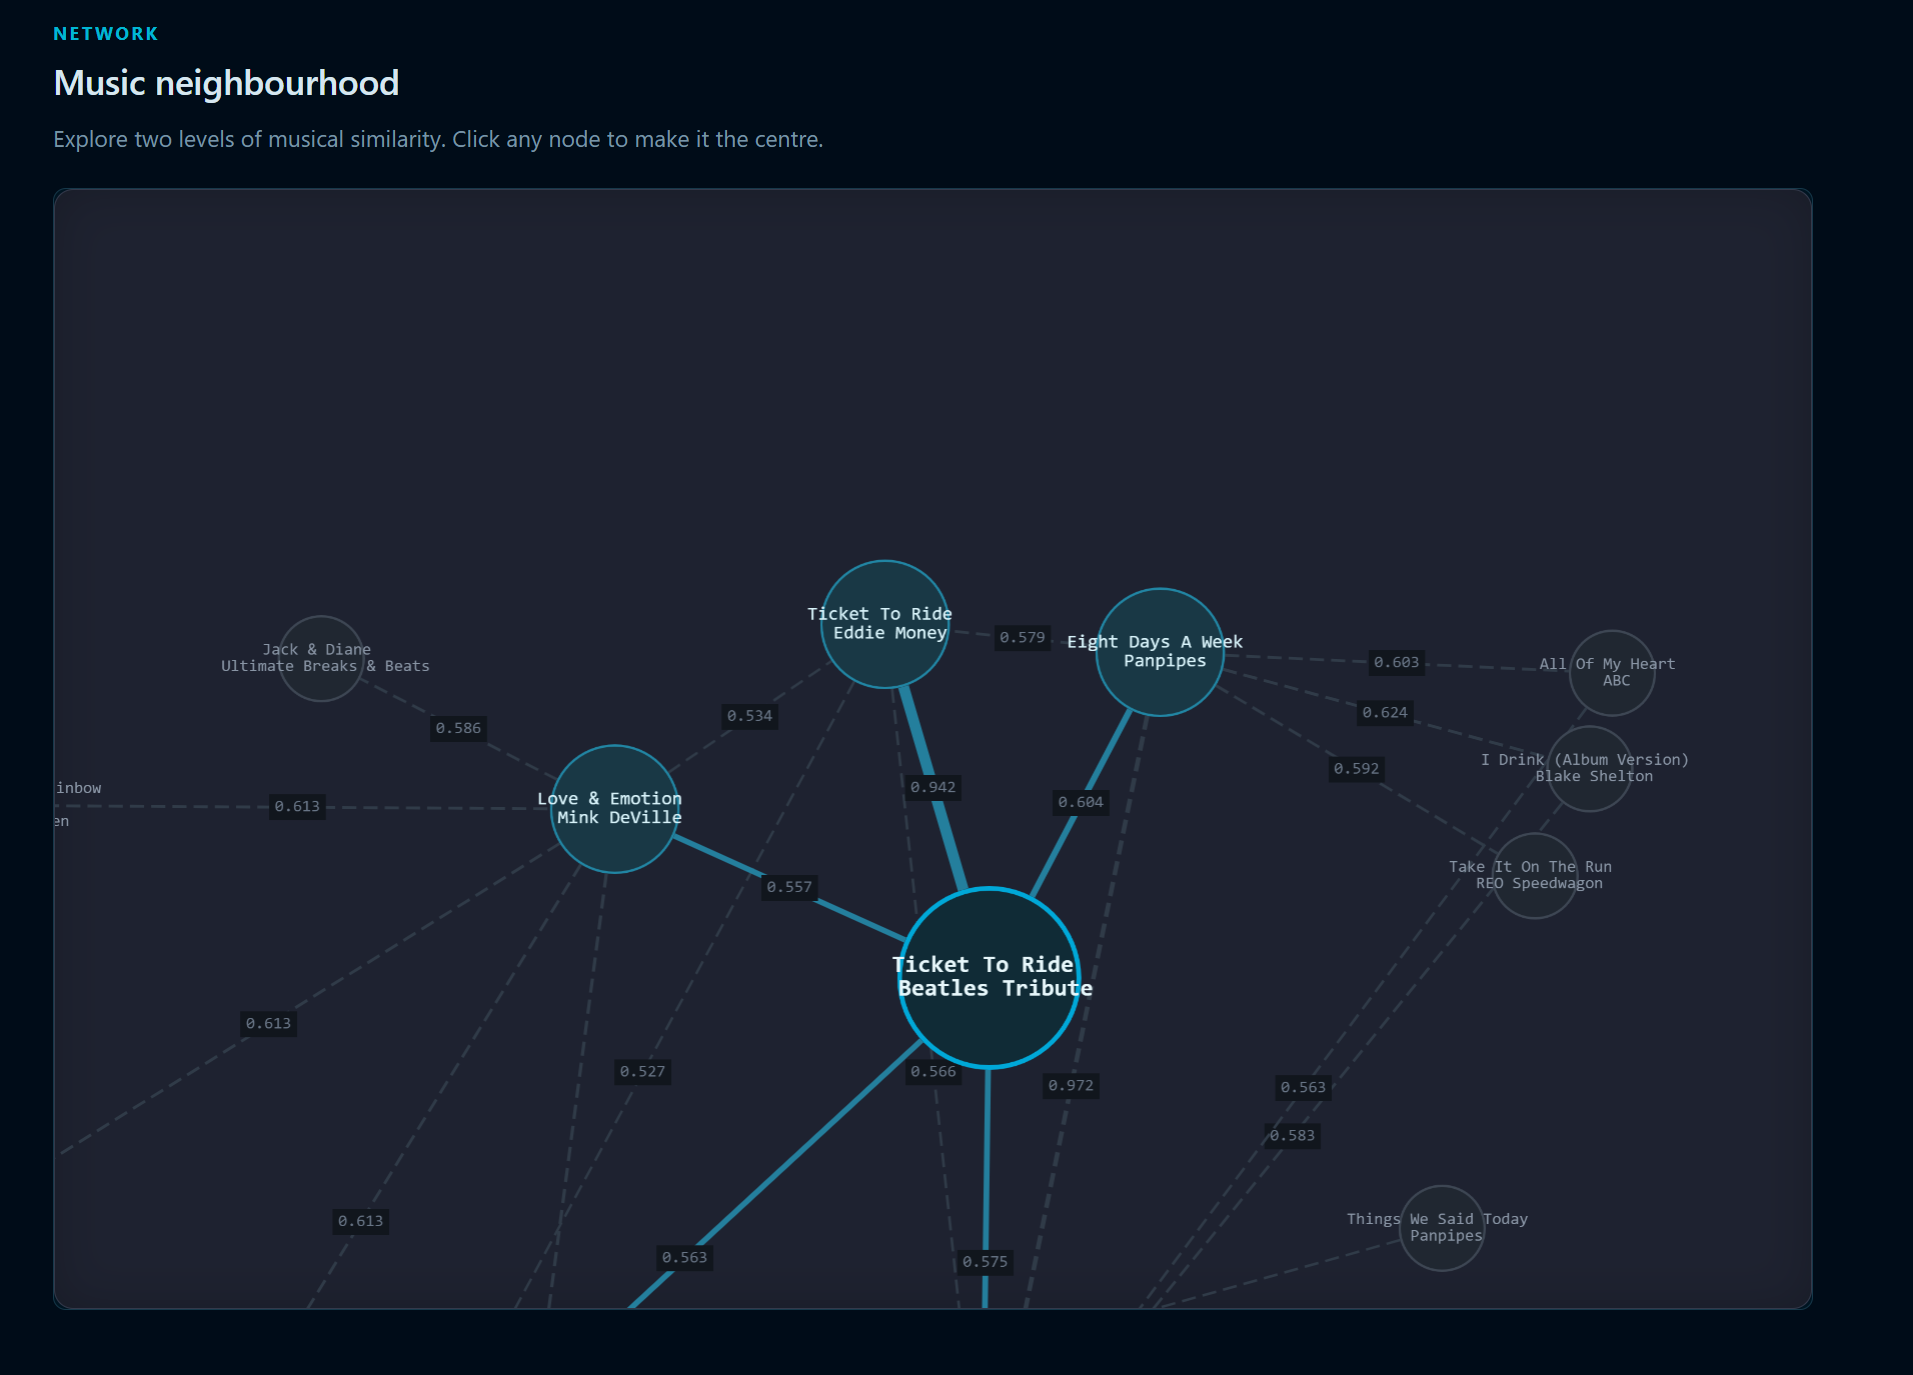 NETWORK
Music neighbourhood
Explore two levels of musical similarity. Click any node to make it the centre.
Ticket To Ride
Eddie Money
0.579
Eight Days A Week
Panpipes
Jack & Diane
Ultimate Breaks & Beats
0.603
All Of My Heart
ABC
0.586
0.534
0.624
I Drink (Album Version)
Blake Shelton
0.592
inbow
en
0.613
Love & Emotion
Mink DeVille
0.942
0.604
Take It On The Run
REO Speedwagon
0.557
Ticket To Ride
Beatles Tribute
0.613
0.527
0.566
0.972
0.563
0.583
0.613
0.563
0.575
Things We Said Today
Panpipes